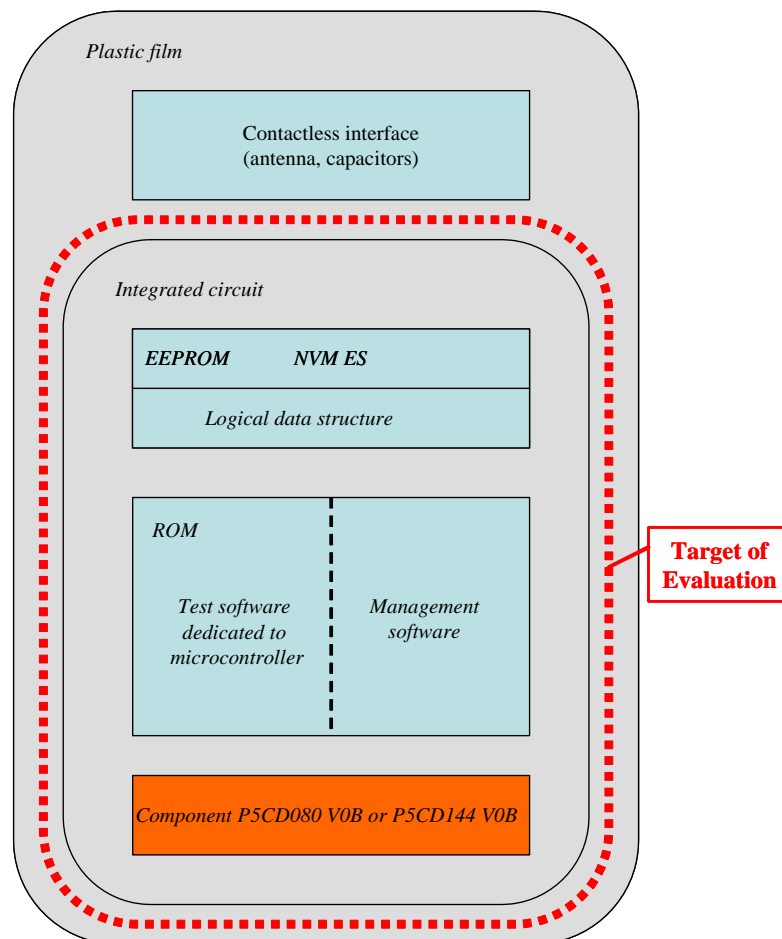 Plastic film
Contactless interface
(antenna, capacitors)
Integrated circuit
EEPROM NVM ES
Logical data structure
ROM
Test software
dedicated to
microcontroller
Management
software
Target of
Evaluation
Component P5CD080 V0B or P5CD144 V0B